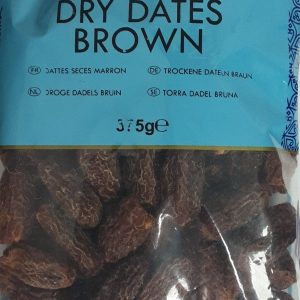 DRY DATES
BROWN
FR DATTES SECES MARRON
DE TROCKENE DATELN BRAUN
NL DROGE DADELS BRUIN
SE TORRA DADEL BRUNA
375g℮